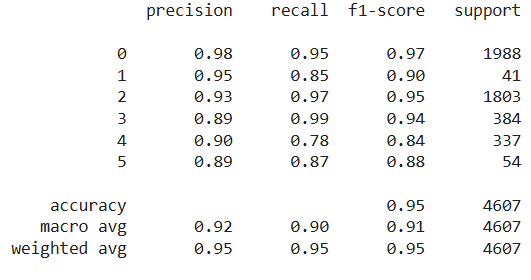 precision recall f1-score support
0 0.98 0.95 0.97 1988
1 0.95 0.85 0.90 41
2 0.93 0.97 0.95 1803
3 0.89 0.99 0.94 384
4 0.90 0.78 0.84 337
5 0.89 0.87 0.88 54
accuracy 0.95 4607
macro avg 0.92 0.90 0.91 4607
weighted avg 0.95 0.95 0.95 4607